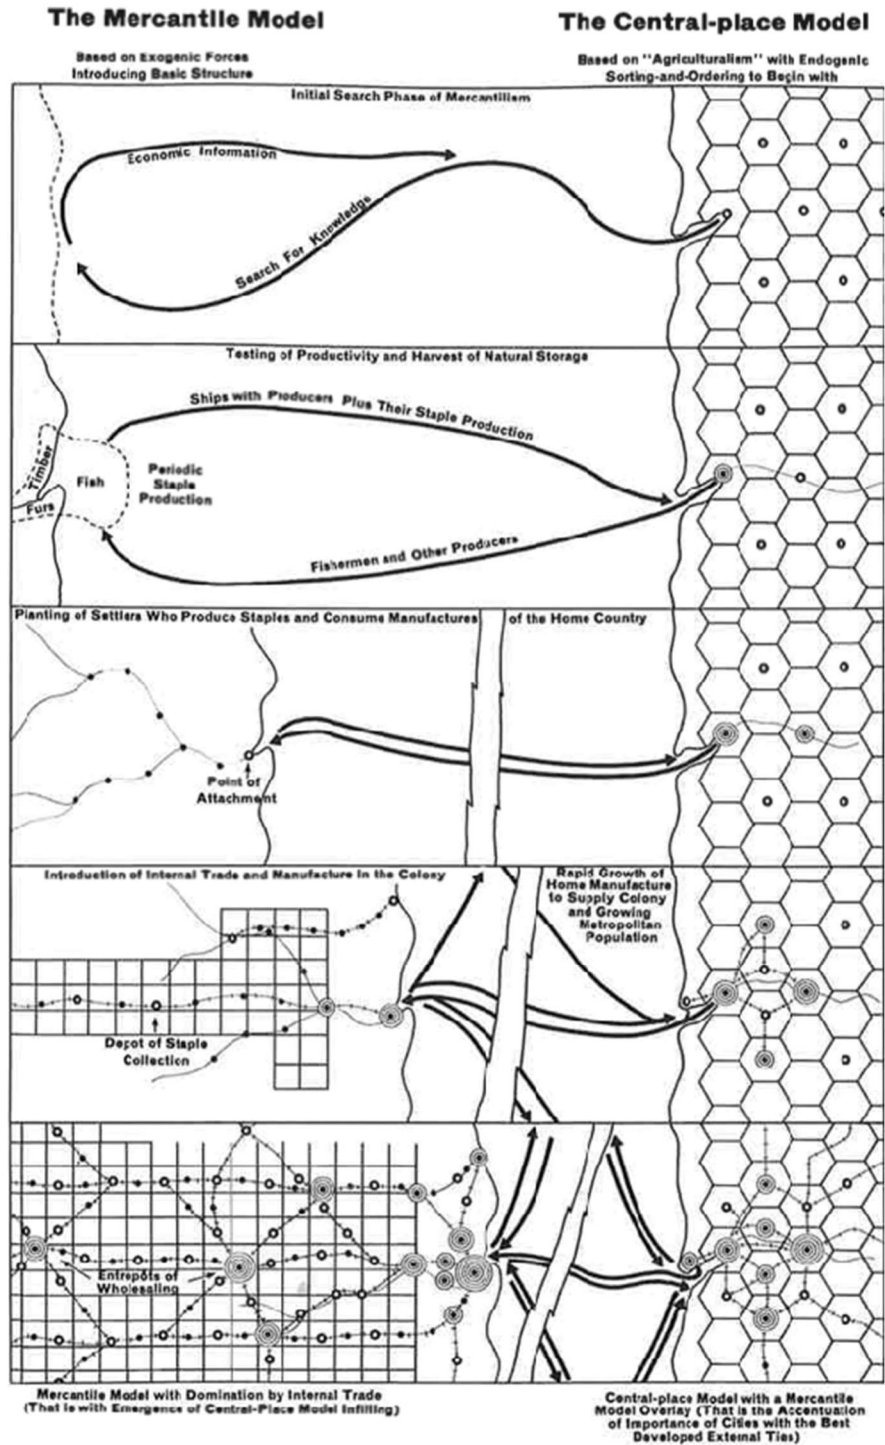 The Mercantile Model
The Central-place Model
Based on Exogenic Forces
Introducing Basic Structure
Based on "Agriculturalism" with Endogenic
Sorting-and-Ordering to Begin with
Initial Search Phase of Mercantilism
Economic Information
Search For Knowledge
Testing of Productivity and Harvest of Natural Storage
Ships with Producers Plus Their Staple Production
Timber
Fish
Furs
Periodic
Staple
Production
Fishermen and Other Producers
Planting of Settlers Who Produce Staples and Consume Manufactures of the Home Country
Point of
Attachment
Introduction of Internal Trade and Manufacture in the Colony
Rapid Growth of
Home Manufacture
to Supply Colony
and Growing
Metropolitan
Population
Depot of Staple
Collection
Entrepôts of
Wholesaling
Mercantile Model with Domination by Internal Trade
(That is with Emergence of Central-Place Model Infilling)
Central-place Model with a Mercantile
Model Overlay (That is the Accentuation
of Importance of Cities with the Best
Developed External Ties)